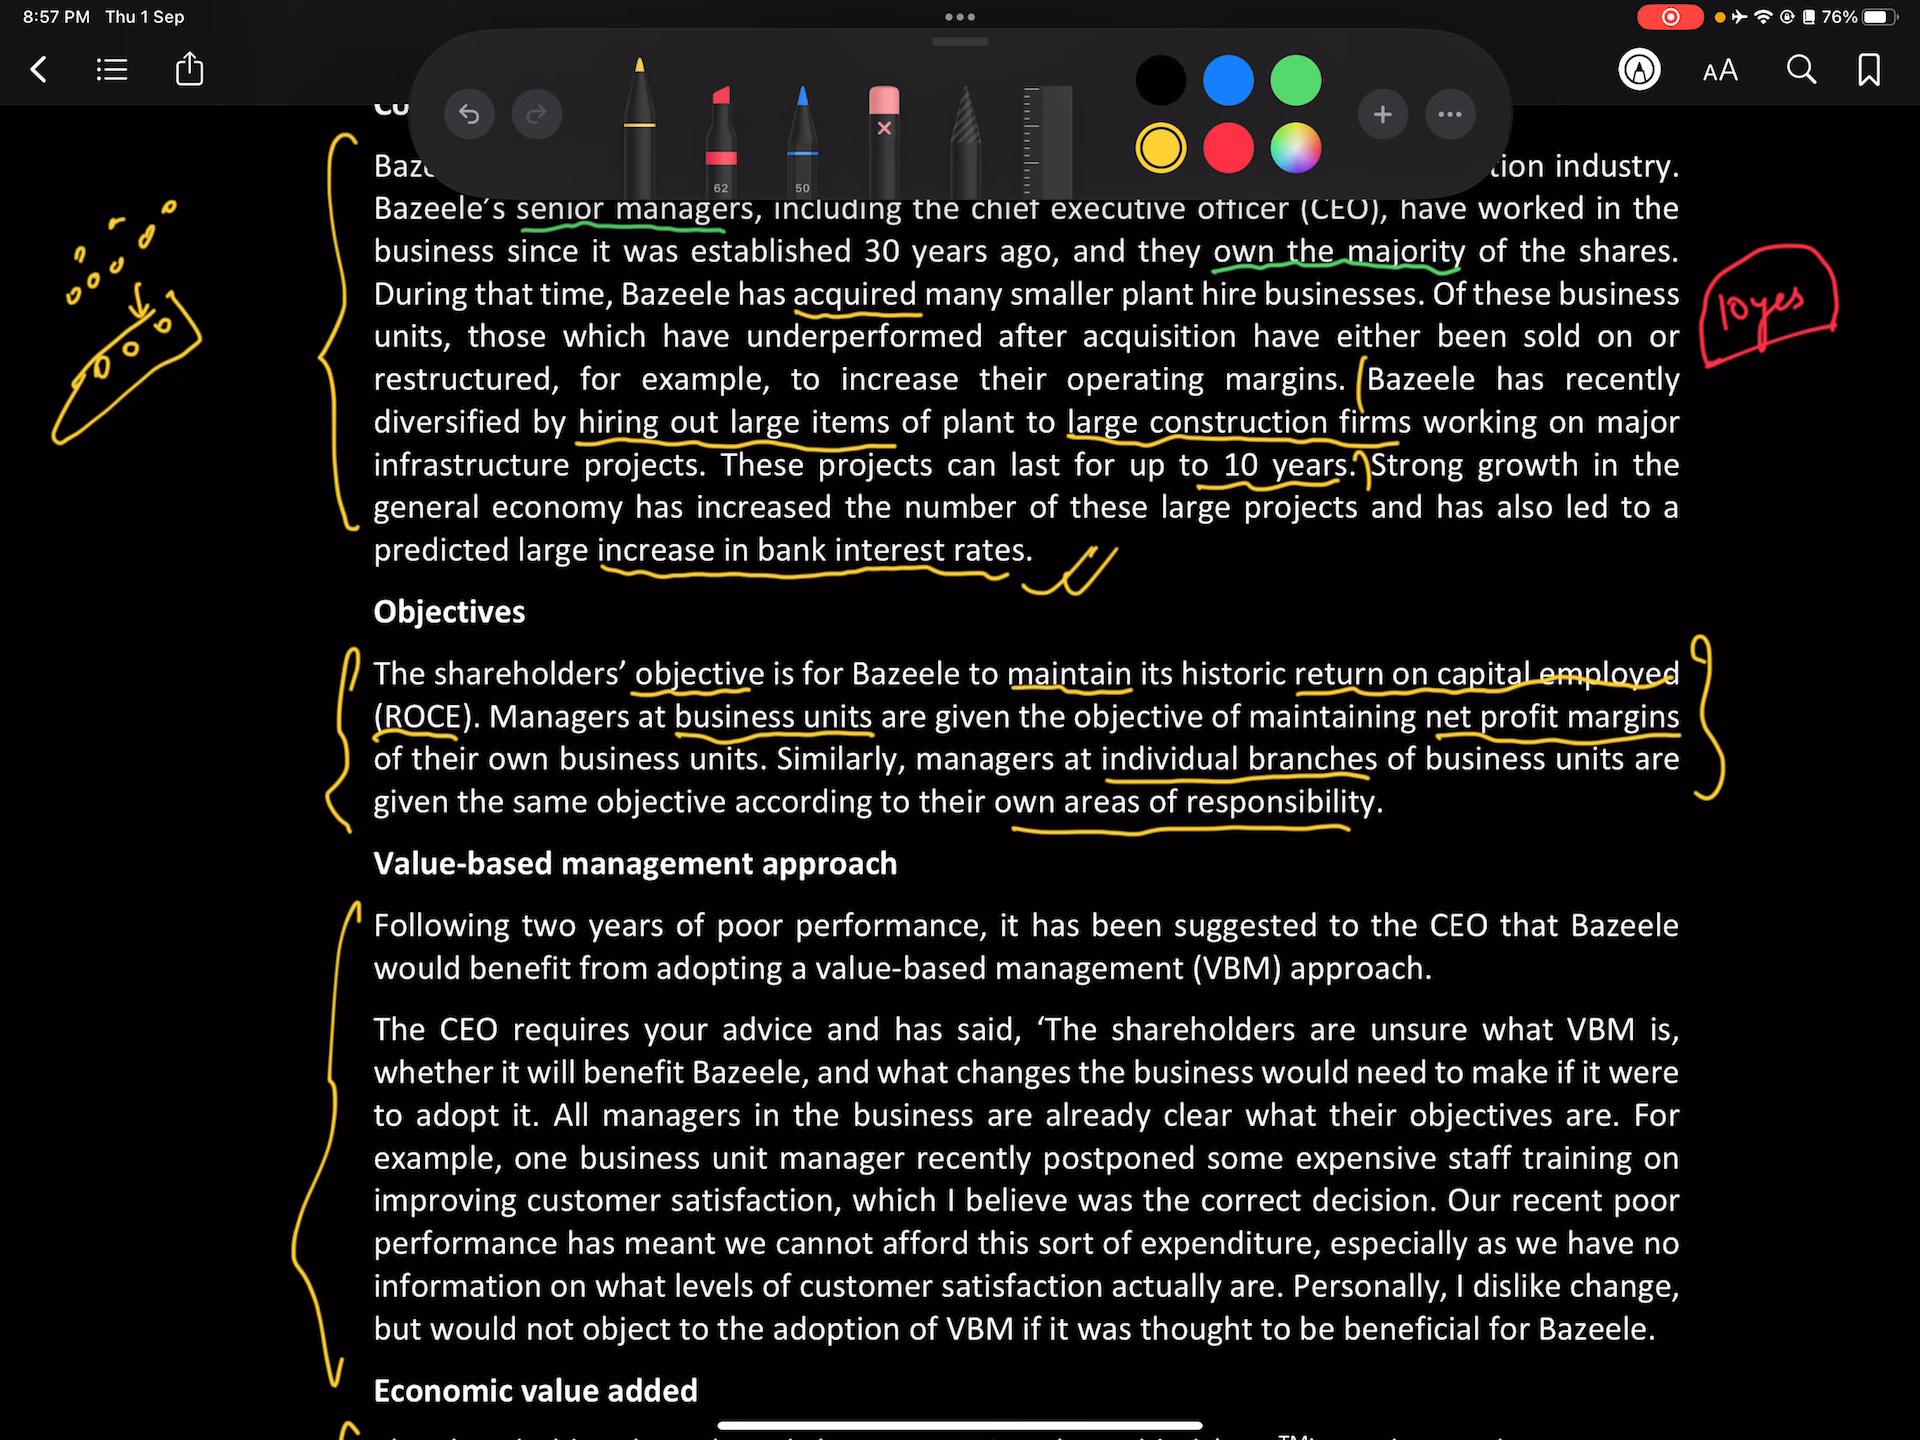 8:57 PM Thu 1 Sep
76%
62
50
tion industry.
Bazeele's senior managers, including the chief executive officer (CEO), have worked in the
business since it was established 30 years ago, and they own the majority of the shares.
During that time, Bazeele has acquired many smaller plant hire businesses. Of these business
units, those which have underperformed after acquisition have either been sold on or
restructured, for example, to increase their operating margins. Bazeele has recently
diversified by hiring out large items of plant to large construction firms working on major
infrastructure projects. These projects can last for up to 10 years. Strong growth in the
general economy has increased the number of these large projects and has also led to a
predicted large increase in bank interest rates.
10 yes
Objectives
The shareholders’ objective is for Bazeele to maintain its historic return on capital employed
(ROCE). Managers at business units are given the objective of maintaining net profit margins
of their own business units. Similarly, managers at individual branches of business units are
given the same objective according to their own areas of responsibility.
Value-based management approach
Following two years of poor performance, it has been suggested to the CEO that Bazeele
would benefit from adopting a value-based management (VBM) approach.
The CEO requires your advice and has said, ‘The shareholders are unsure what VBM is,
whether it will benefit Bazeele, and what changes the business would need to make if it were
to adopt it. All managers in the business are already clear what their objectives are. For
example, one business unit manager recently postponed some expensive staff training on
improving customer satisfaction, which I believe was the correct decision. Our recent poor
performance has meant we cannot afford this sort of expenditure, especially as we have no
information on what levels of customer satisfaction actually are. Personally, I dislike change,
but would not object to the adoption of VBM if it was thought to be beneficial for Bazeele.
Economic value added